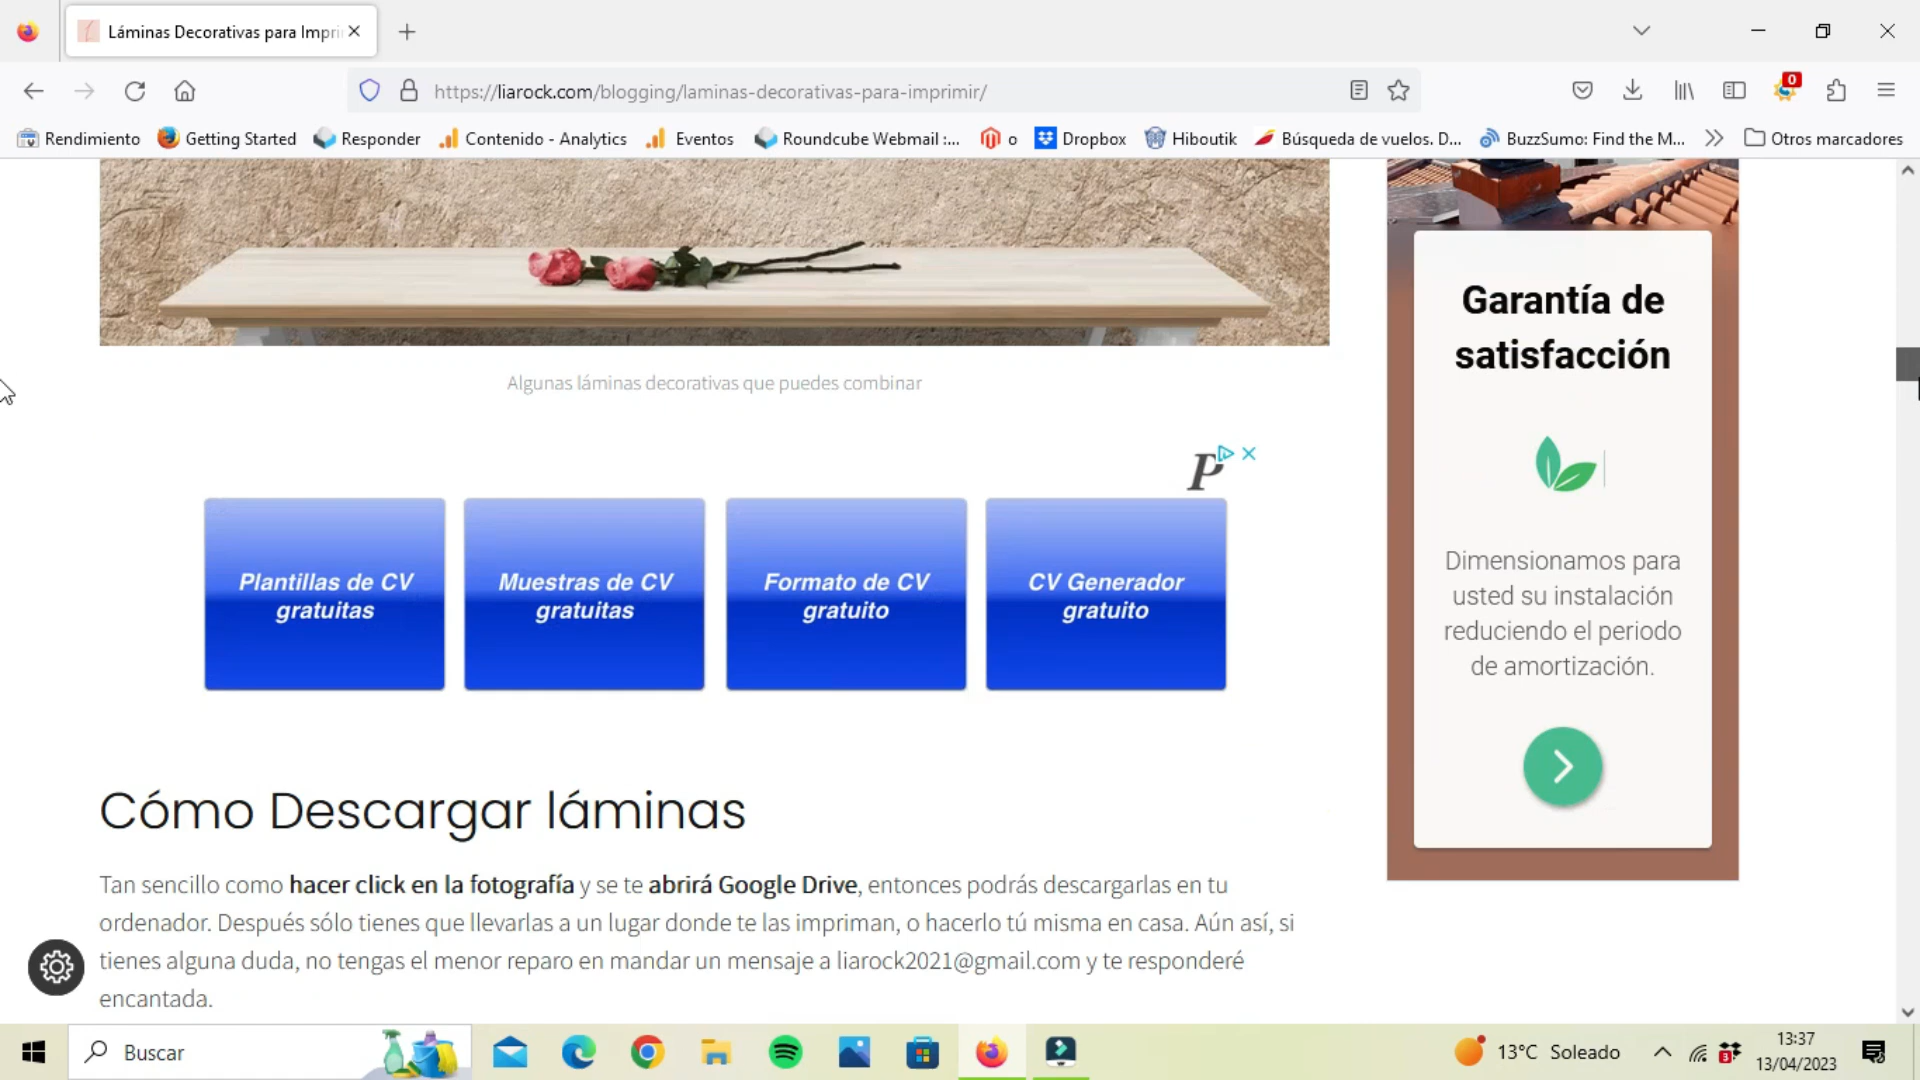 Láminas Decorativas para Impri
https://liarock.com/blogging/laminas-decorativas-para-imprimir/
0
Rendimiento
Getting Started
Responder
Contenido - Analytics
Eventos
Roundcube Webmail :...
o
Dropbox
Hiboutik
Búsqueda de vuelos. D...
BuzzSumo: Find the M...
Otros marcadores
Garantía de
satisfacción
Algunas láminas decorativas que puedes combinar
P
Plantillas de CV
gratuitas
Muestras de CV
gratuitas
Formato de CV
gratuito
CV Generador
gratuito
Dimensionamos para
usted su instalación
reduciendo el periodo
de amortización.
Cómo Descargar láminas
Tan sencillo como hacer click en la fotografía y se te abrirá Google Drive, entonces podrás descargarlas en tu
ordenador. Después sólo tienes que llevarlas a un lugar donde te las impriman, o hacerlo tú misma en casa. Aún así, si
tienes alguna duda, no tengas el menor reparo en mandar un mensaje a liarock2021@gmail.com y te responderé
encantada.
Buscar
13°C Soleado
3
13:37
13/04/2023